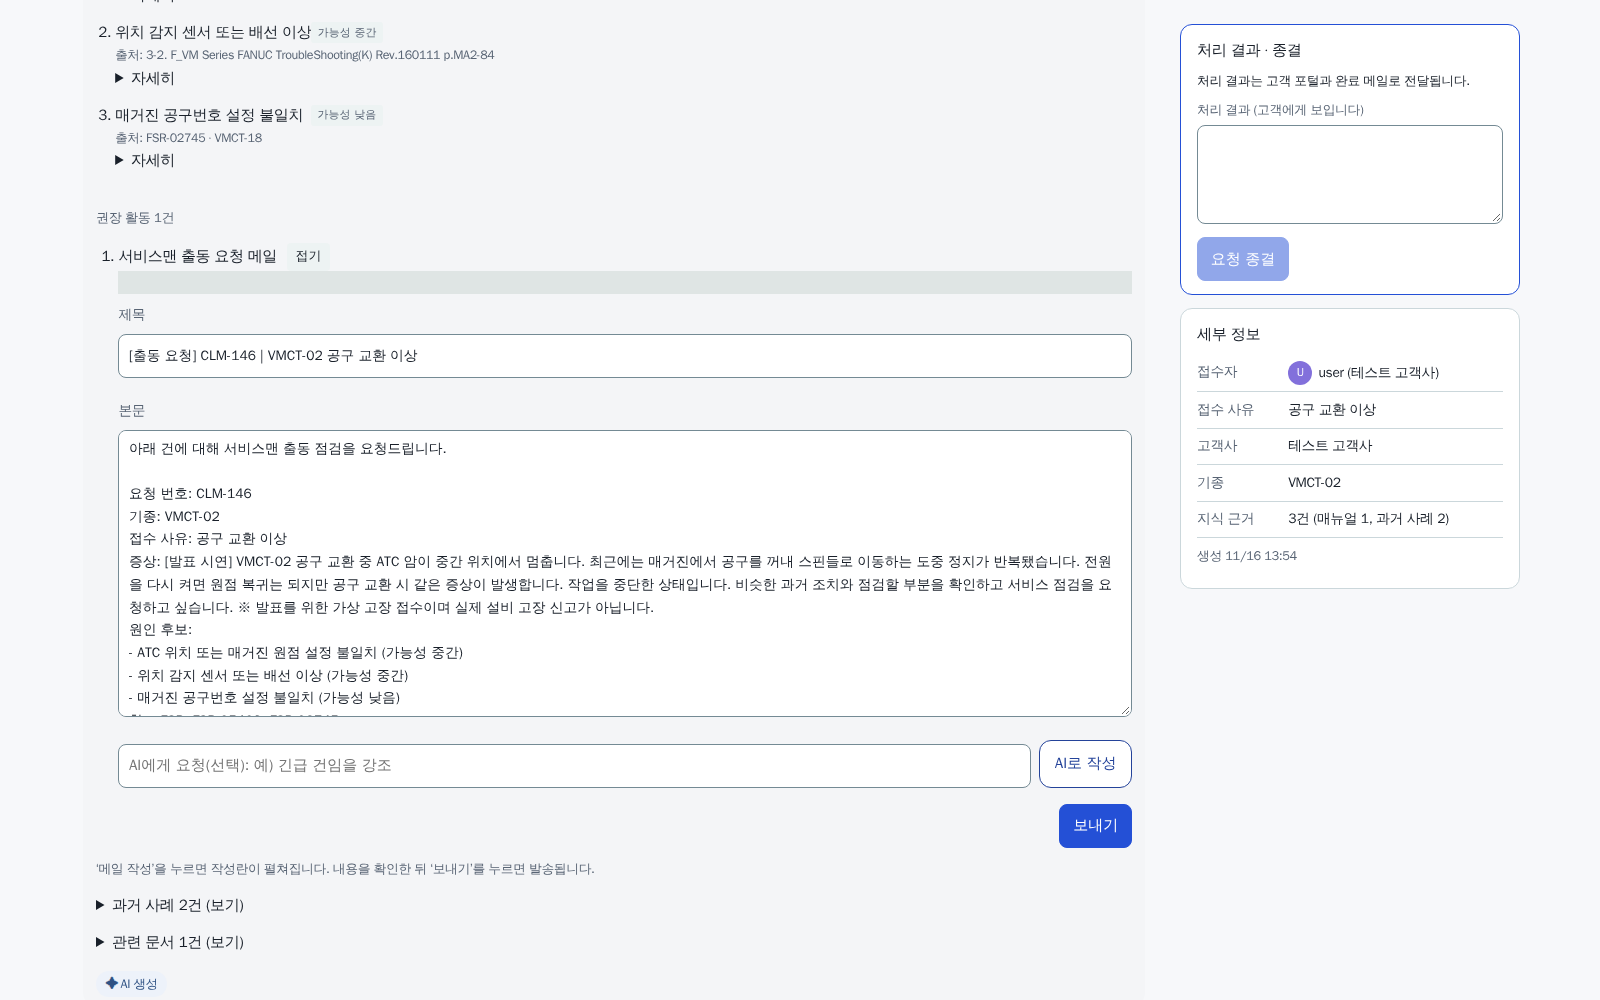 2. 위치 감지 센서 또는 배선 이상 가능성 중간
출처: 3-2. F_VM Series FANUC TroubleShooting(K) Rev.160111 p.MA2-84
▶ 자세히
3. 매거진 공구번호 설정 불일치 가능성 낮음
출처: FSR-02745 · VMCT-18
▶ 자세히
권장 활동 1건
1. 서비스맨 출동 요청 메일 접기
제목
[출동 요청] CLM-146 | VMCT-02 공구 교환 이상
본문
아래 건에 대해 서비스맨 출동 점검을 요청드립니다.
요청 번호: CLM-146
기종: VMCT-02
접수 사유: 공구 교환 이상
증상: [발표 시연] VMCT-02 공구 교환 중 ATC 암이 중간 위치에서 멈춥니다. 최근에는 매거진에서 공구를 꺼내 스핀들로 이동하는 도중 정지가 반복됐습니다. 전원
을 다시 켜면 원점 복귀는 되지만 공구 교환 시 같은 증상이 발생합니다. 작업을 중단한 상태입니다. 비슷한 과거 조치와 점검할 부분을 확인하고 서비스 점검을 요
청하고 싶습니다. ※ 발표를 위한 가상 고장 접수이며 실제 설비 고장 신고가 아닙니다.
원인 후보:
- ATC 위치 또는 매거진 원점 설정 불일치 (가능성 중간)
- 위치 감지 센서 또는 배선 이상 (가능성 중간)
- 매거진 공구번호 설정 불일치 (가능성 낮음)
AI에게 요청(선택): 예) 긴급 건임을 강조
AI로 작성
보내기
‘메일 작성’을 누르면 작성란이 펼쳐집니다. 내용을 확인한 뒤 ‘보내기’를 누르면 발송됩니다.
▶ 과거 사례 2건 (보기)
▶ 관련 문서 1건 (보기)
AI 생성
처리 결과 · 종결
처리 결과는 고객 포털과 완료 메일로 전달됩니다.
처리 결과 (고객에게 보입니다)
요청 종결
세부 정보
접수자 U user (테스트 고객사)
접수 사유 공구 교환 이상
고객사 테스트 고객사
기종 VMCT-02
지식 근거 3건 (매뉴얼 1, 과거 사례 2)
생성 11/16 13:54